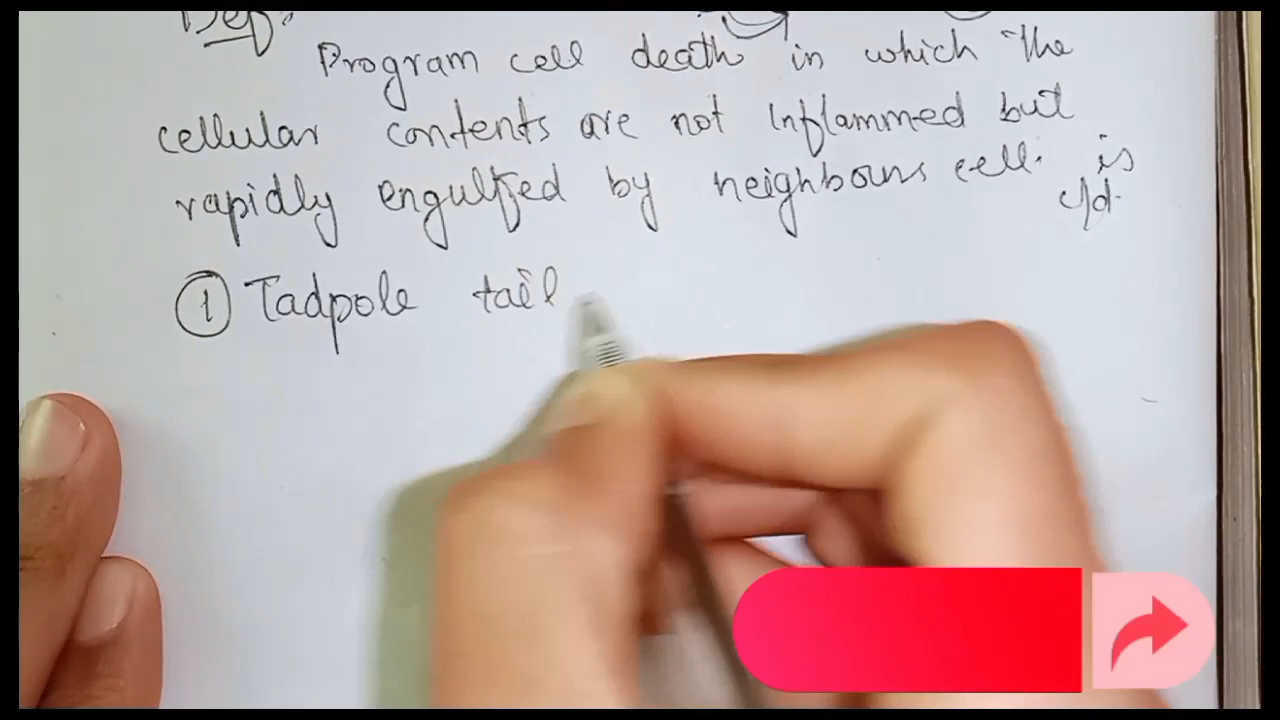 Def:
Program cell death in which the
cellular contents are not inflammed but
rapidly engulfed by neighbours cell. is
c/d.
① Tadpole tail